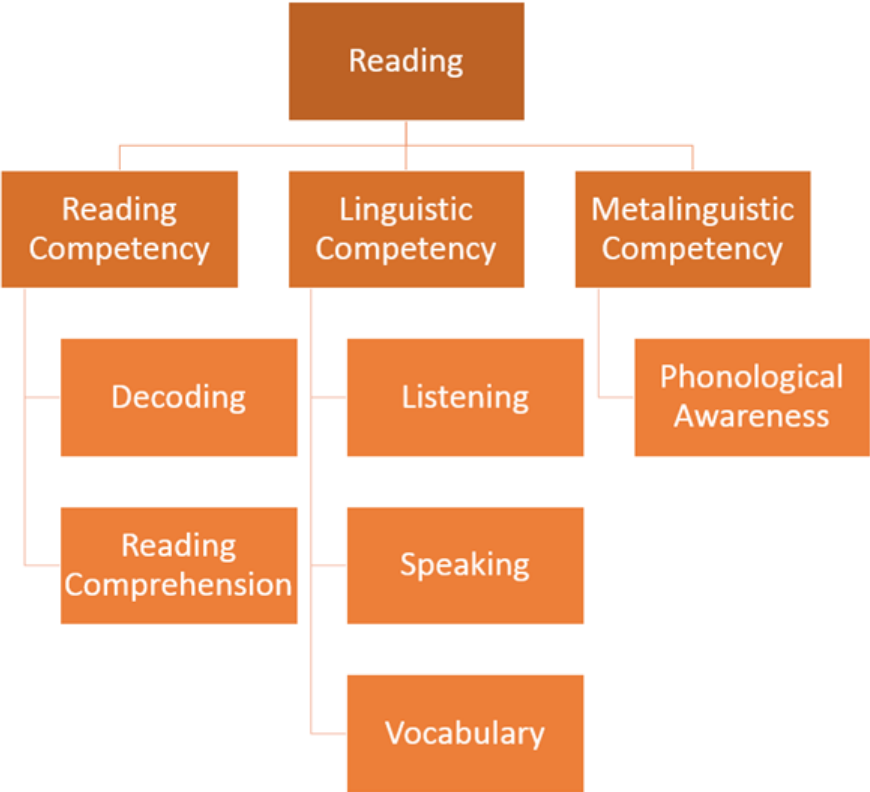 Reading
Reading
Competency
Linguistic
Competency
Metalinguistic
Competency
Decoding
Listening
Phonological
Awareness
Reading
Comprehension
Speaking
Vocabulary